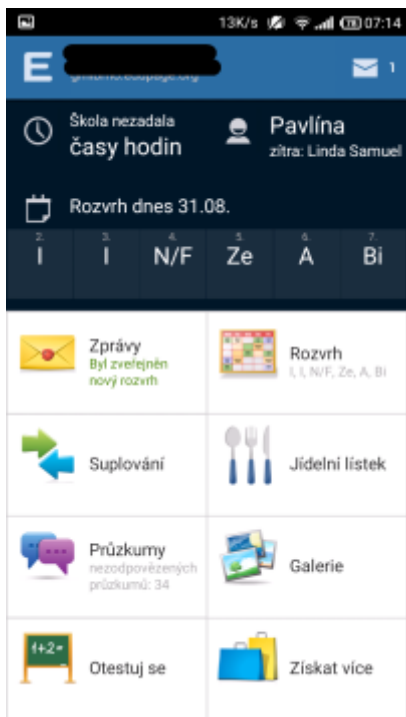 13K/s 78 07:14
E
1
Škola nezadala
časy hodin
Pavlína
zítra: Linda Samuel
Rozvrh dnes 31.08.
2. 3. 4. 5. 6. 7.
I I N/F Ze A Bi
Zprávy
Byl zveřejněn
nový rozvrh
Rozvrh
I, I, N/F, Ze, A, Bi
Suplování
Jídelní lístek
Průzkumy
nezodpovězených
průzkumů: 34
Galerie
1+2=
Otestuj se
Získat více